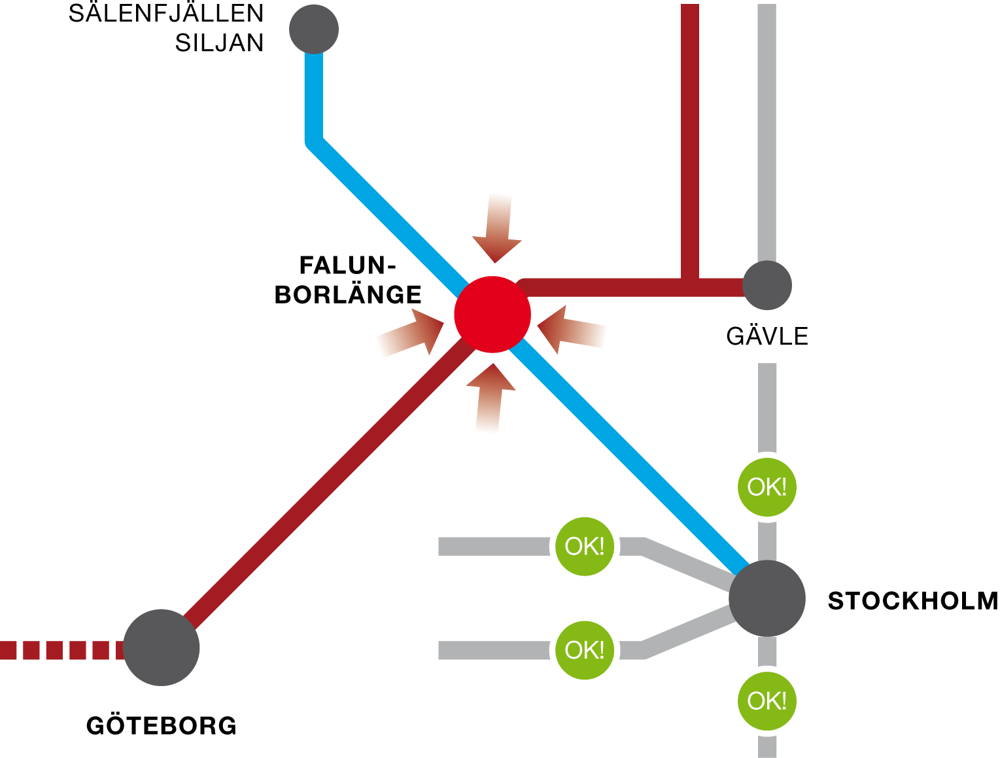 SÄLENFJÄLLEN
SILJAN
FALUN-
BORLÄNGE
GÄVLE
OK!
OK!
STOCKHOLM
OK!
OK!
GÖTEBORG